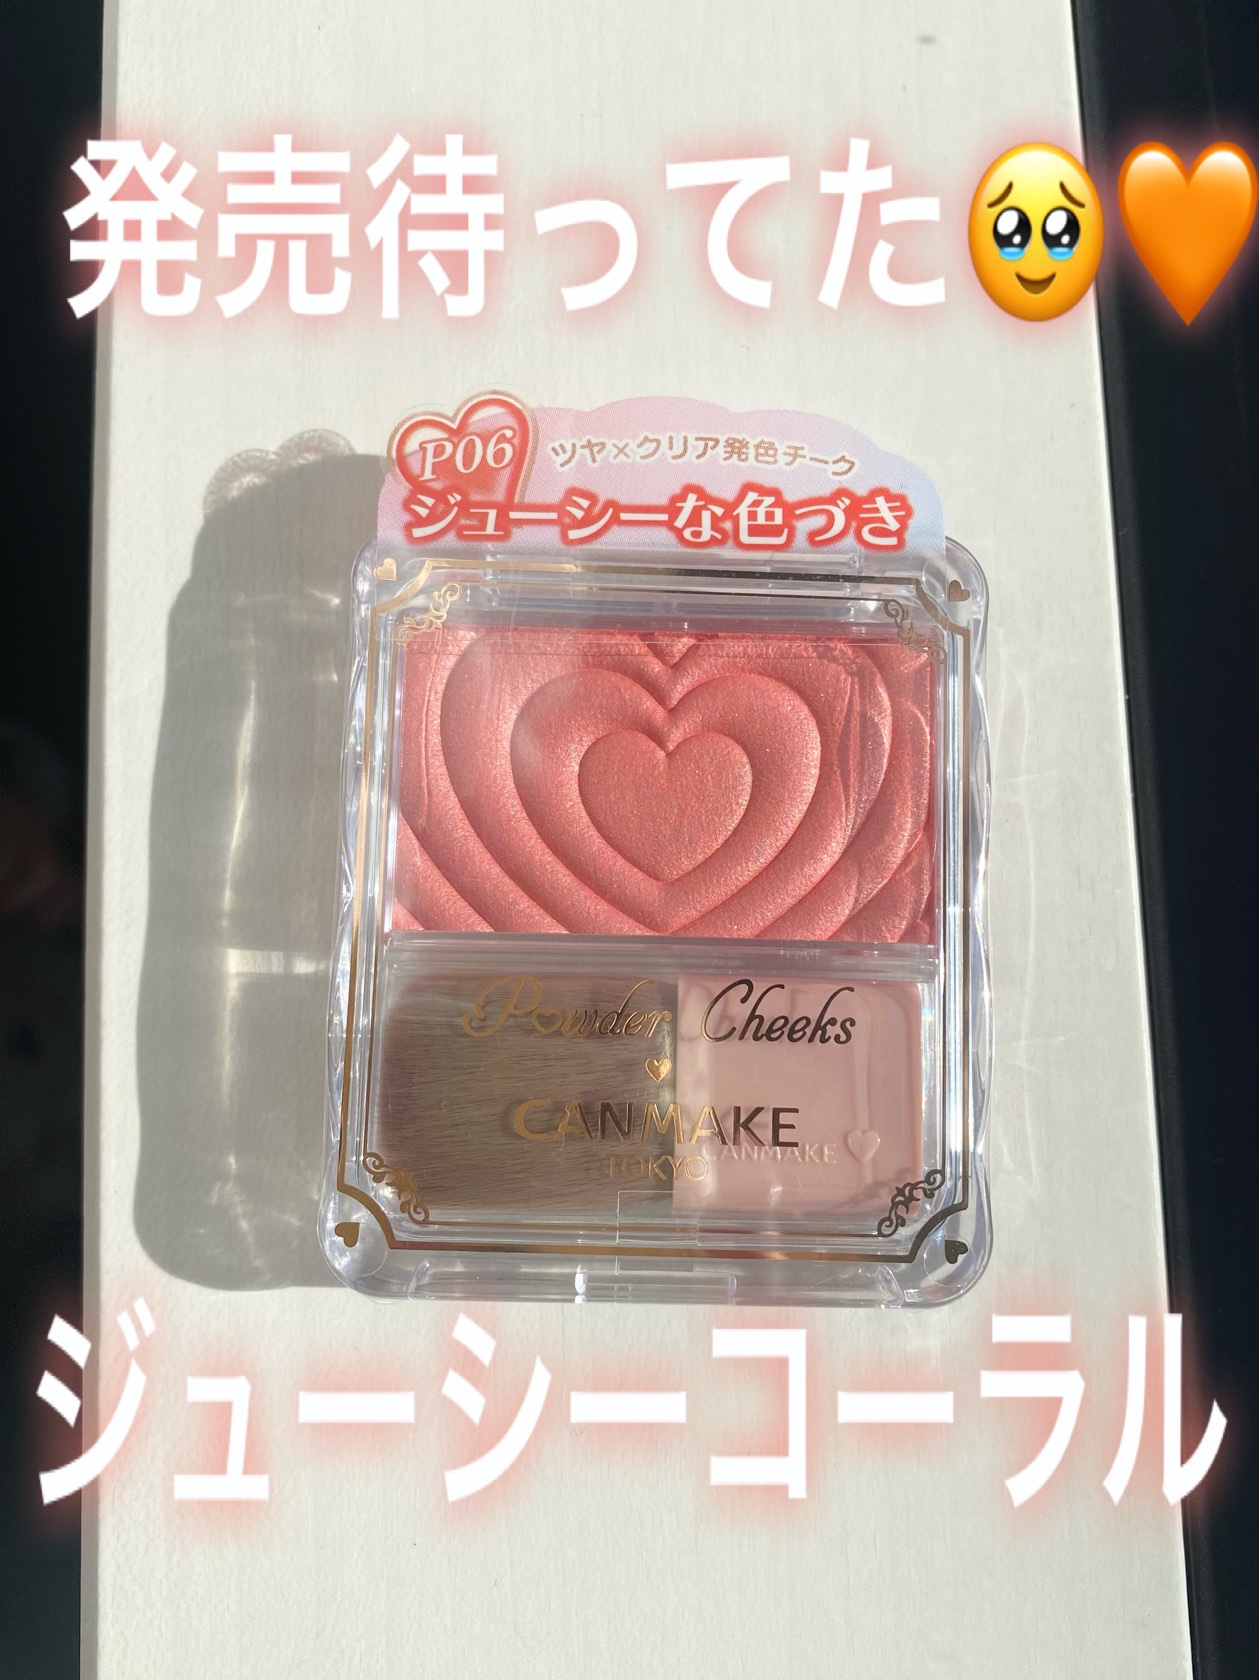 発売待ってた🥹🧡
P06
ツヤ×クリア発色チーク
ジューシーな色づき
Powder Cheeks
CANMAKE
TOKYO
CANMAKE
ジューシーコーラル